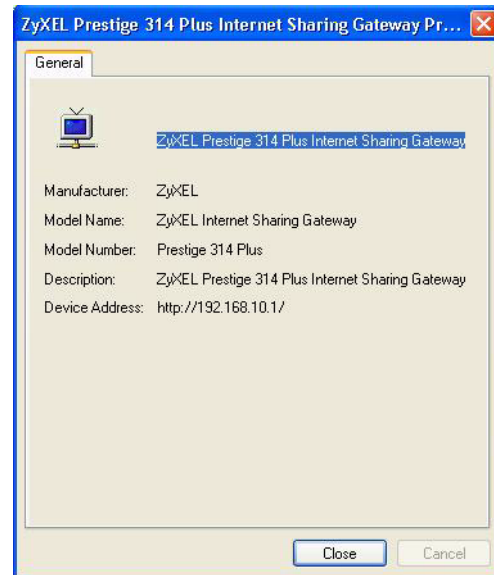 ZyXEL Prestige 314 Plus Internet Sharing Gateway Pr...
General
ZyXEL Prestige 314 Plus Internet Sharing Gateway
Manufacturer: ZyXEL
Model Name: ZyXEL Internet Sharing Gateway
Model Number: Prestige 314 Plus
Description: ZyXEL Prestige 314 Plus Internet Sharing Gateway
Device Address: http://192.168.10.1/
Close Cancel